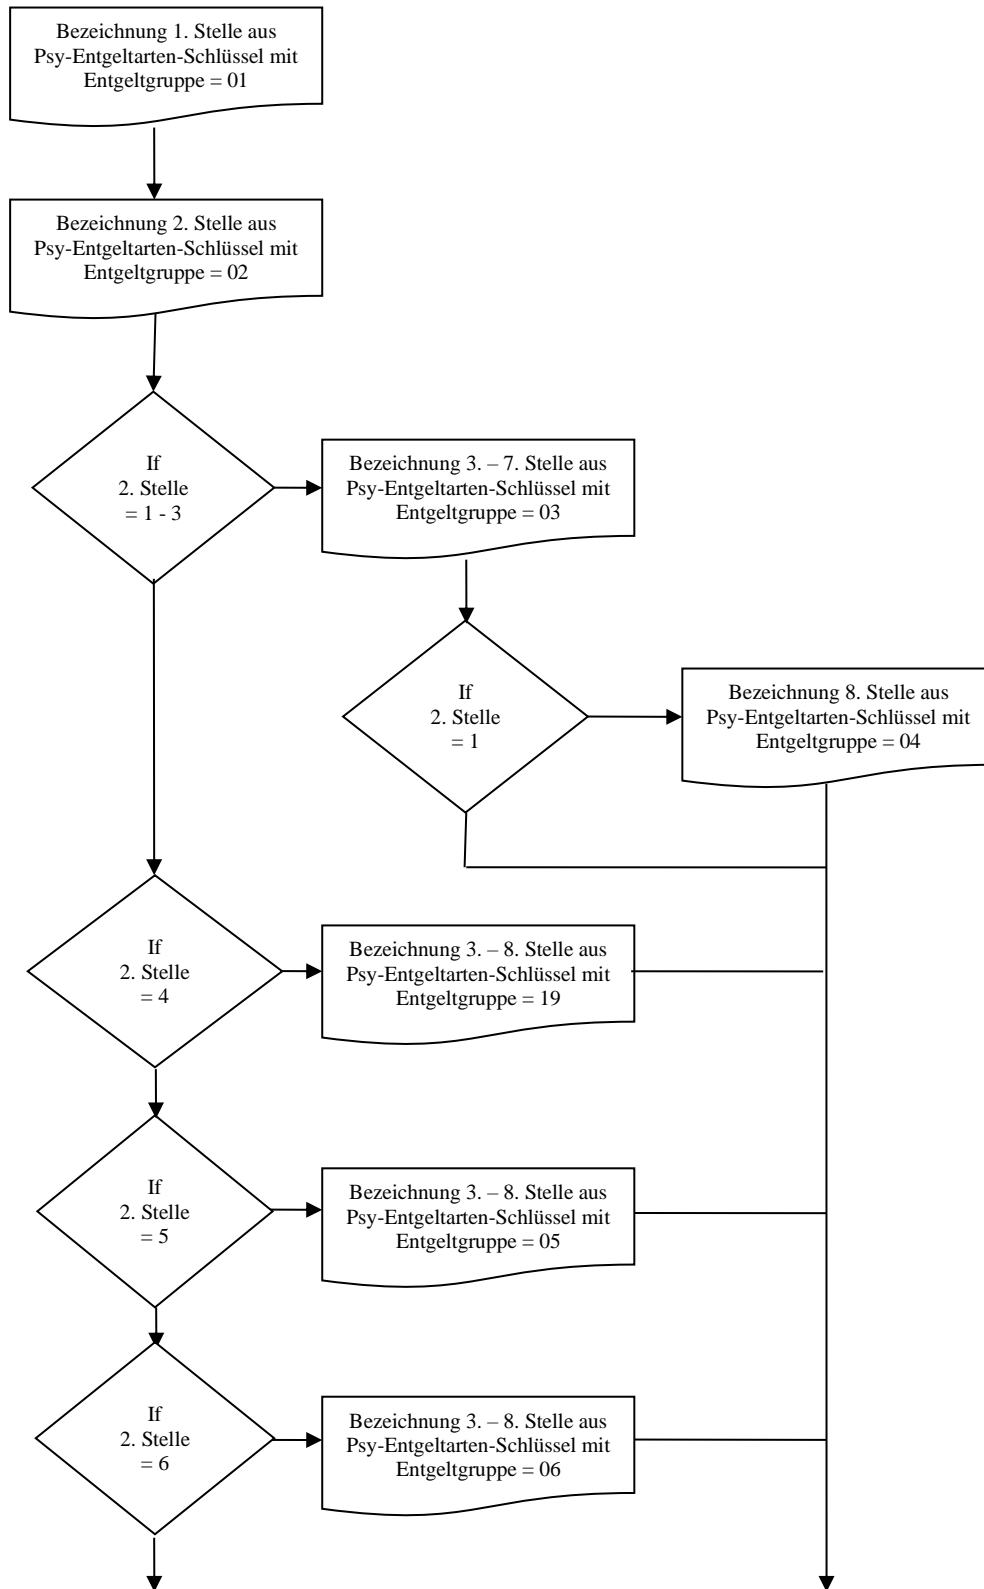 Bezeichnung 1. Stelle aus
Psy-Entgeltarten-Schlüssel mit
Entgeltgruppe = 01
Bezeichnung 2. Stelle aus
Psy-Entgeltarten-Schlüssel mit
Entgeltgruppe = 02
If
2. Stelle
= 1 - 3
Bezeichnung 3. – 7. Stelle aus
Psy-Entgeltarten-Schlüssel mit
Entgeltgruppe = 03
If
2. Stelle
= 1
Bezeichnung 8. Stelle aus
Psy-Entgeltarten-Schlüssel mit
Entgeltgruppe = 04
If
2. Stelle
= 4
Bezeichnung 3. – 8. Stelle aus
Psy-Entgeltarten-Schlüssel mit
Entgeltgruppe = 19
If
2. Stelle
= 5
Bezeichnung 3. – 8. Stelle aus
Psy-Entgeltarten-Schlüssel mit
Entgeltgruppe = 05
If
2. Stelle
= 6
Bezeichnung 3. – 8. Stelle aus
Psy-Entgeltarten-Schlüssel mit
Entgeltgruppe = 06